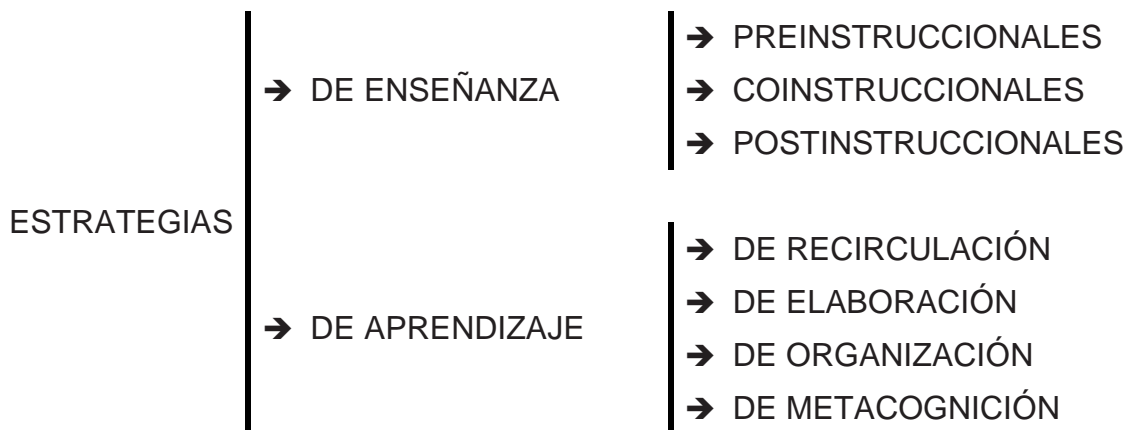 ESTRATEGIAS
➔ DE ENSEÑANZA
➔ PREINSTRUCCIONALES
➔ COINSTRUCCIONALES
➔ POSTINSTRUCCIONALES
➔ DE APRENDIZAJE
➔ DE RECIRCULACIÓN
➔ DE ELABORACIÓN
➔ DE ORGANIZACIÓN
➔ DE METACOGNICIÓN